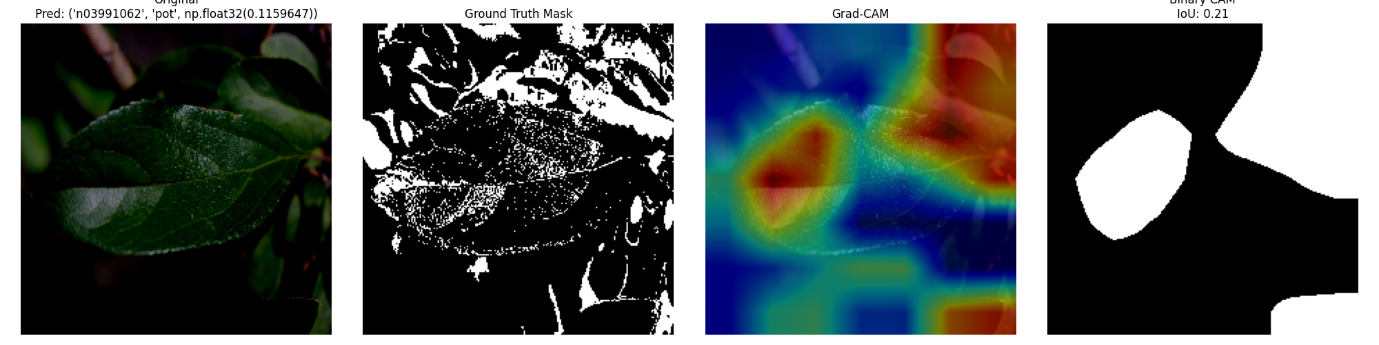 Original
Pred: ('n03991062', 'pot', np.float32(0.1159647))
Ground Truth Mask
Grad-CAM
Binary CAM
IoU: 0.21